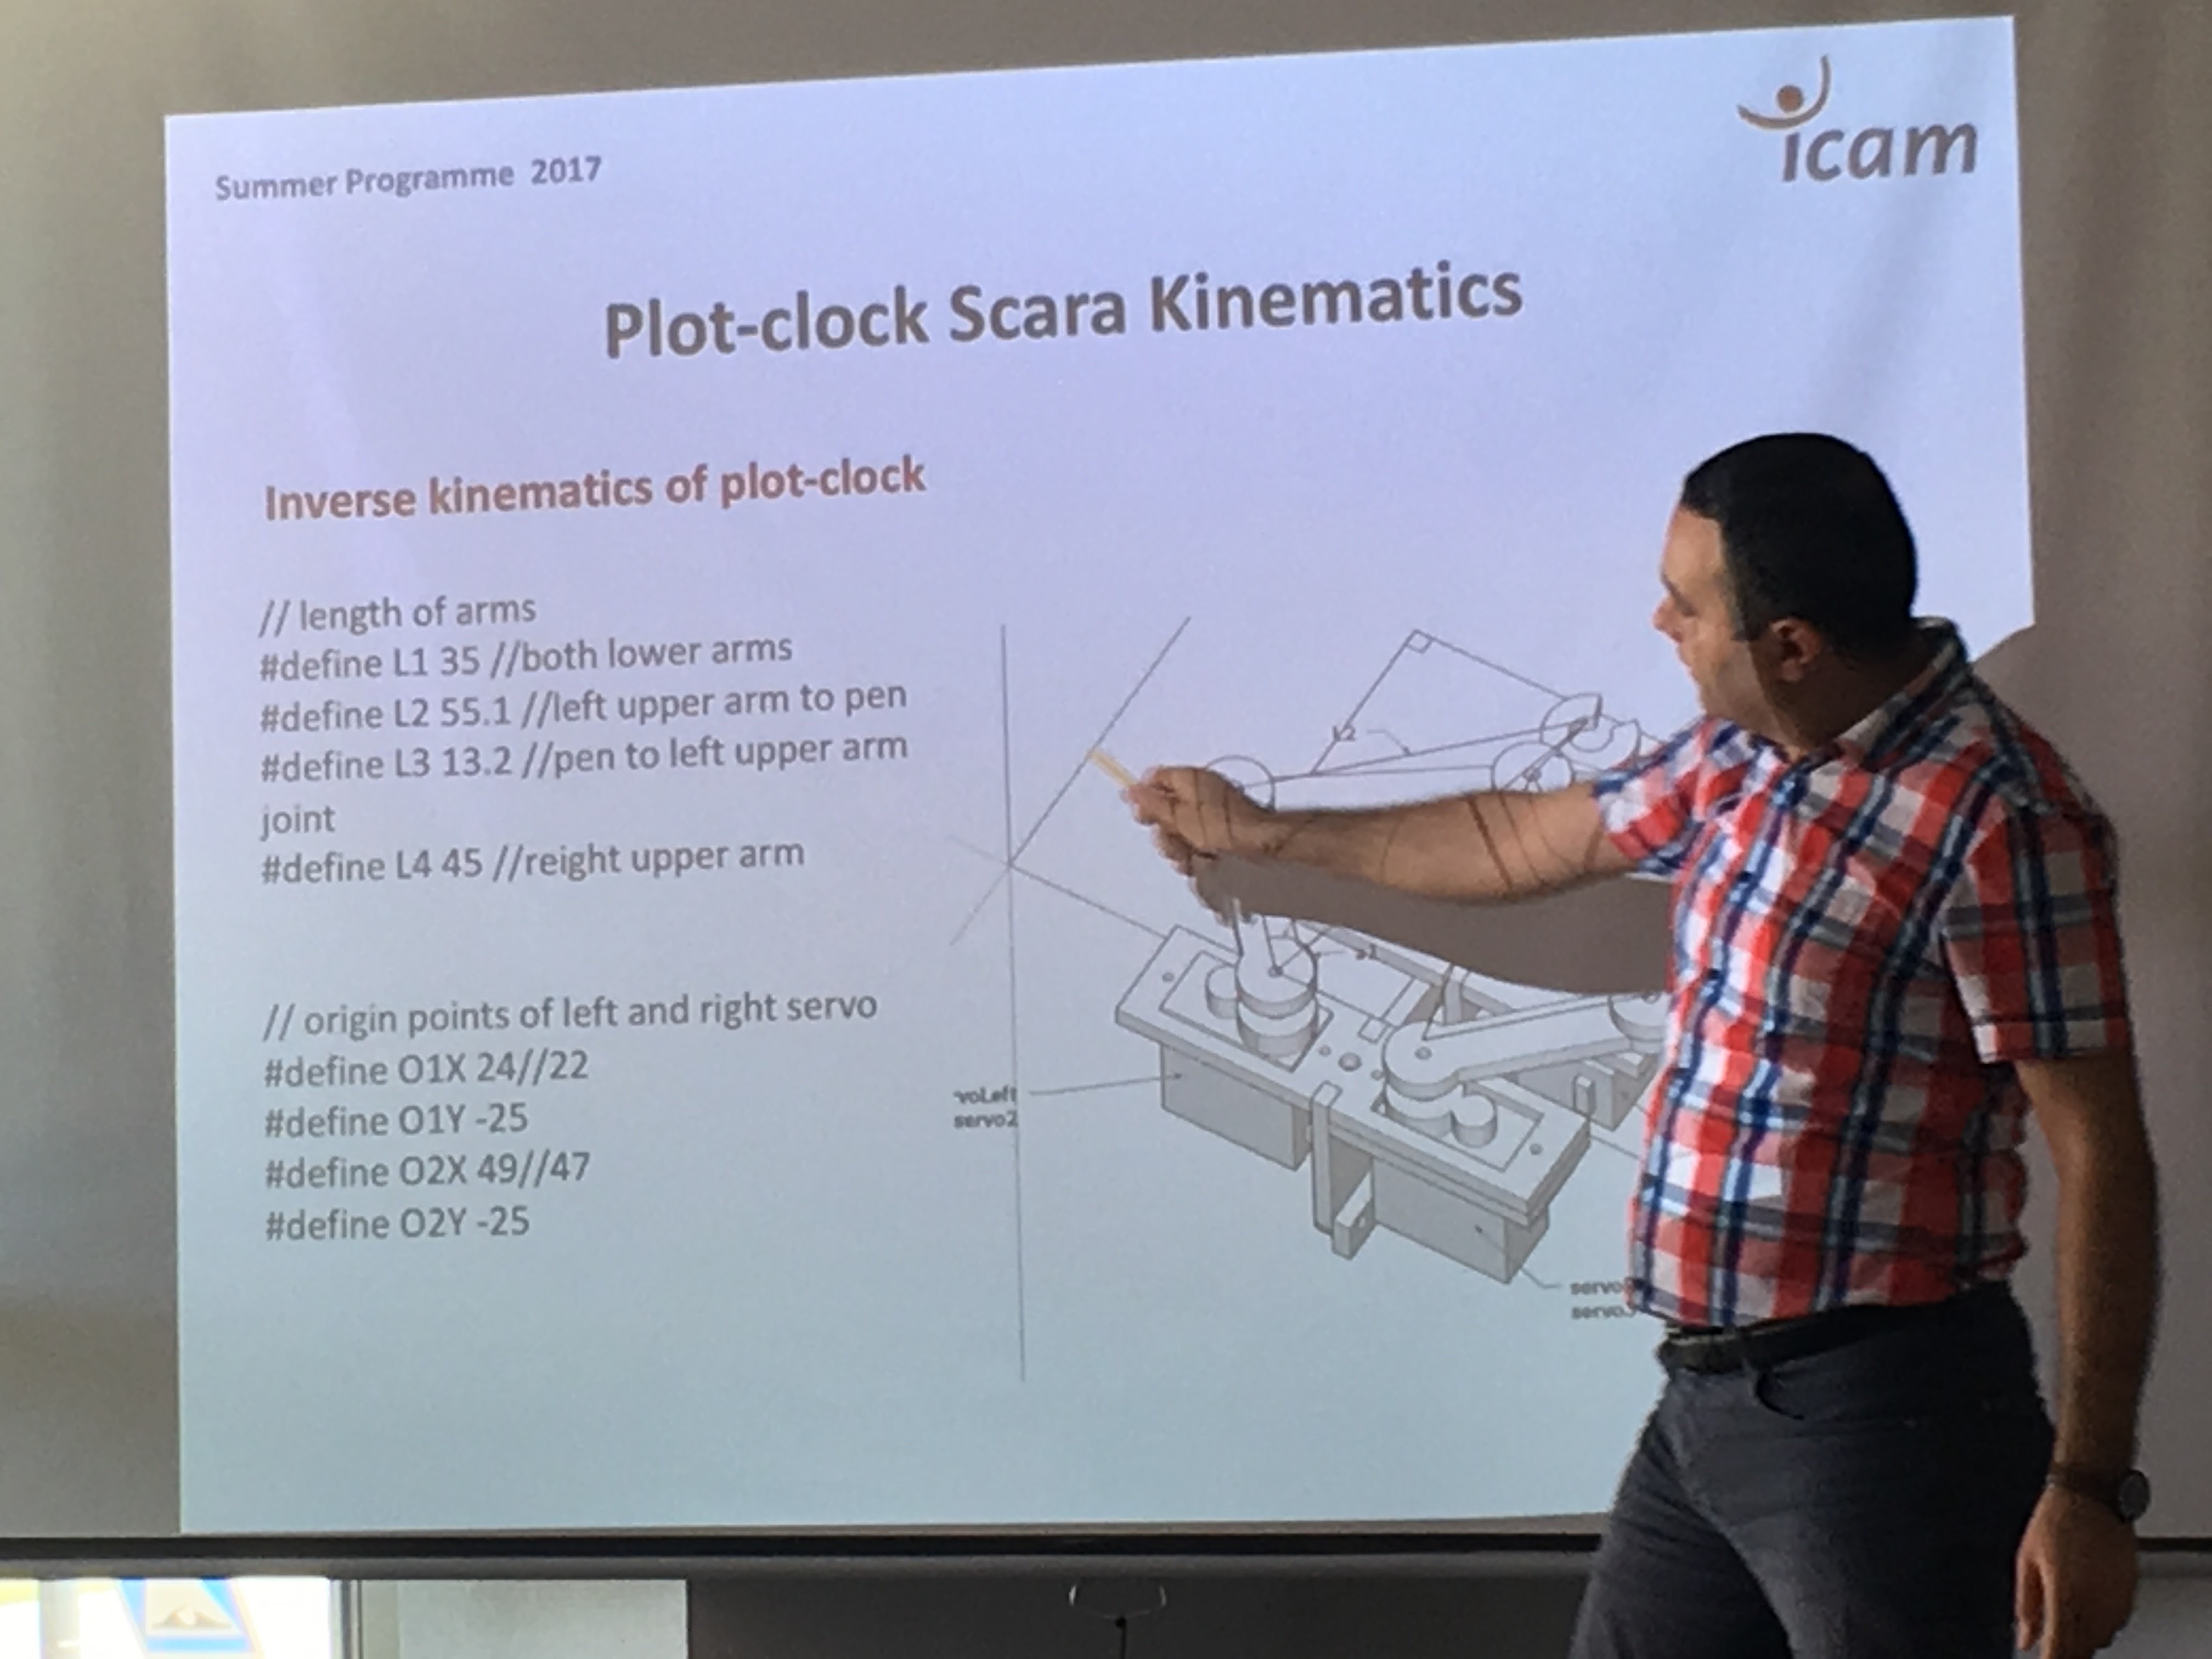 Summer Programme 2017
icam
Plot-clock Scara Kinematics
Inverse kinematics of plot-clock
// length of arms
#define L1 35 //both lower arms
#define L2 55.1 //left upper arm to pen
#define L3 13.2 //pen to left upper arm
joint
#define L4 45 //reight upper arm
// origin points of left and right servo
#define O1X 24//22
#define O1Y -25
#define O2X 49//47
#define O2Y -25
voLeft
servo2
servo
servo